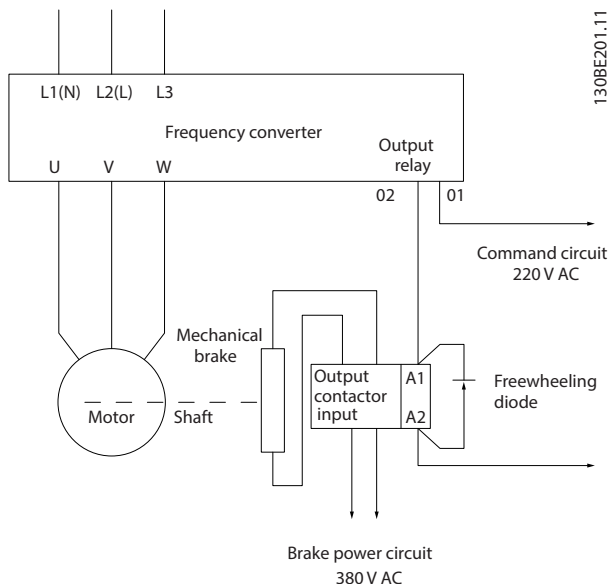 130BE201.11
L1(N) L2(L) L3
Frequency converter
Output
relay
U V W
02 01
Command circuit
220 V AC
Mechanical
brake
Output
contactor
input
A1
A2
Freewheeling
diode
Motor
Shaft
Brake power circuit
380 V AC